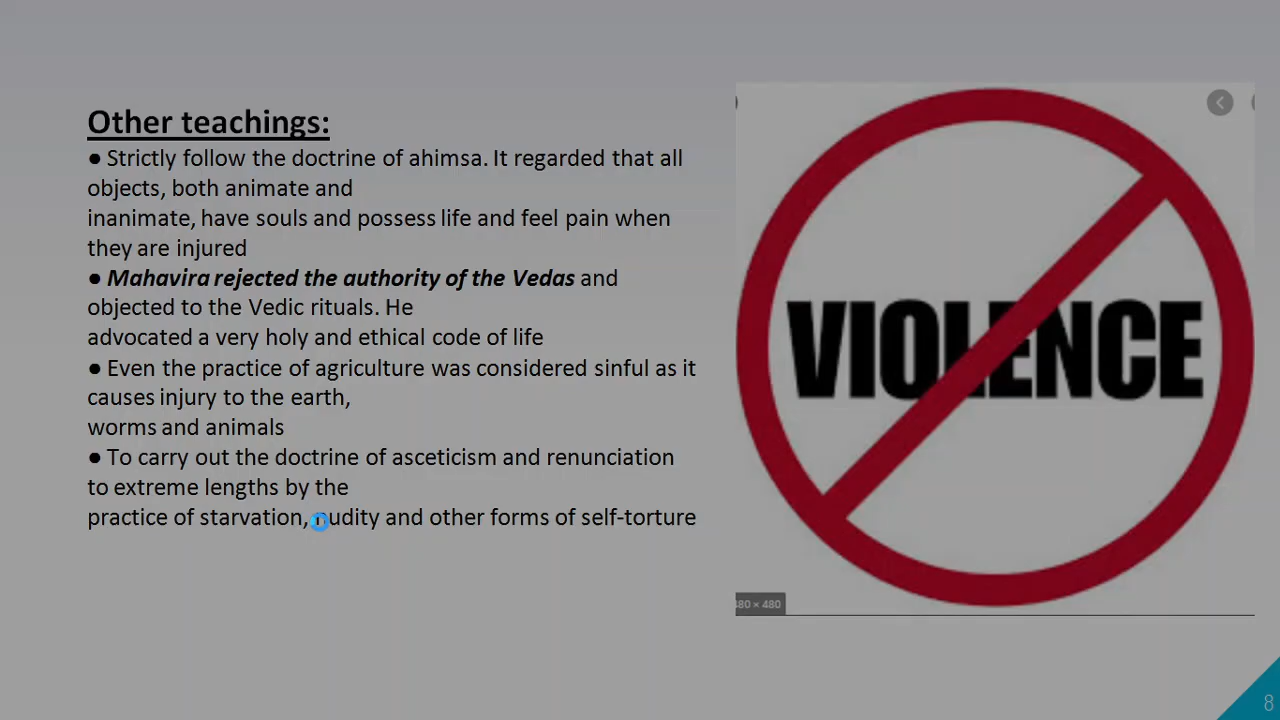 Other teachings:
● Strictly follow the doctrine of ahimsa. It regarded that all
objects, both animate and
inanimate, have souls and possess life and feel pain when
they are injured
● Mahavira rejected the authority of the Vedas and
objected to the Vedic rituals. He
advocated a very holy and ethical code of life
● Even the practice of agriculture was considered sinful as it
causes injury to the earth,
worms and animals
● To carry out the doctrine of asceticism and renunciation
to extreme lengths by the
practice of starvation, nudity and other forms of self-torture
VIOLENCE
480 × 480
8